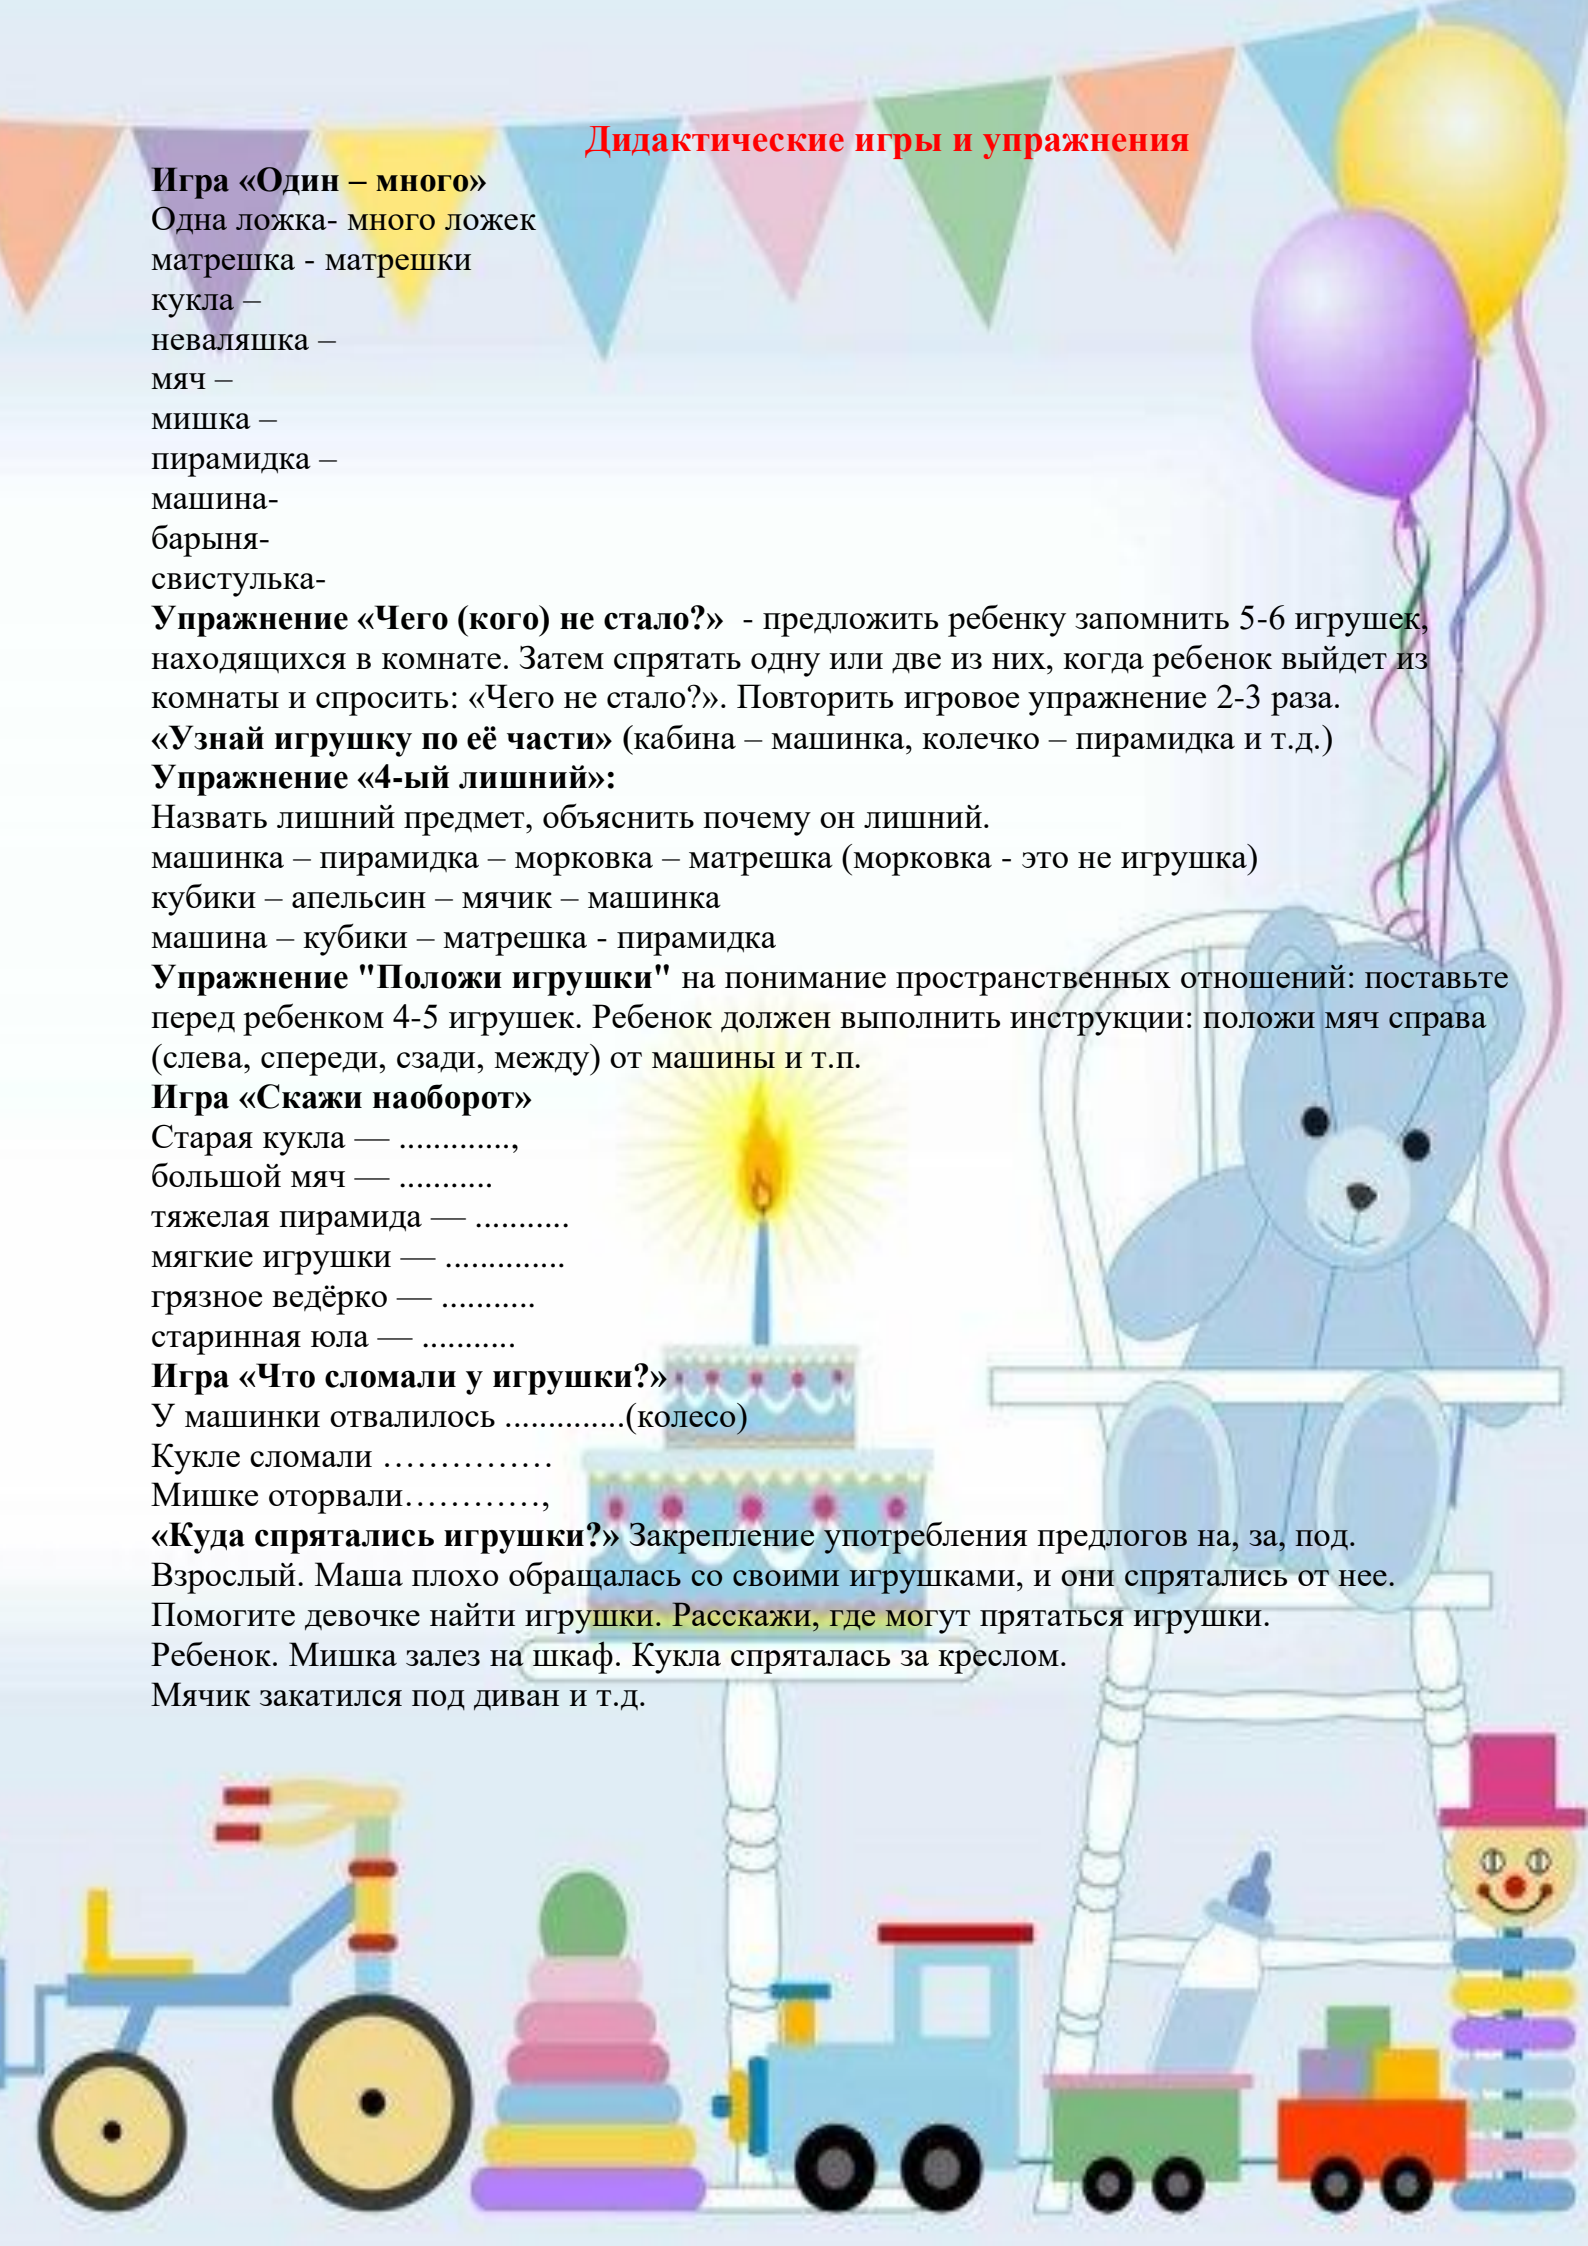 Дидактические игры и упражнения
Игра «Один – много»
Одна ложка- много ложек
матрешка - матрешки
кукла –
неваляшка –
мяч –
мишка –
пирамидка –
машина-
барыня-
свистулька-
Упражнение «Чего (кого) не стало?»  - предложить ребенку запомнить 5-6 игрушек,
находящихся в комнате. Затем спрятать одну или две из них, когда ребенок выйдет из
комнаты и спросить: «Чего не стало?». Повторить игровое упражнение 2-3 раза.
«Узнай игрушку по её части» (кабина – машинка, колечко – пирамидка и т.д.)
Упражнение «4-ый лишний»:
Назвать лишний предмет, объяснить почему он лишний.
машинка – пирамидка – морковка – матрешка (морковка - это не игрушка)
кубики – апельсин – мячик – машинка
машина – кубики – матрешка - пирамидка
Упражнение "Положи игрушки" на понимание пространственных отношений: поставьте
перед ребенком 4-5 игрушек. Ребенок должен выполнить инструкции: положи мяч справа
(слева, спереди, сзади, между) от машины и т.п.
Игра «Скажи наоборот»
Старая кукла — ............,
большой мяч — ...........
тяжелая пирамида — ...........
мягкие игрушки — ..............
грязное ведёрко — ...........
старинная юла — ...........
Игра «Что сломали у игрушки?»
У машинки отвалилось ..............(колесо)
Кукле сломали ……………
Мишке оторвали…………,
«Куда спрятались игрушки?» Закрепление употребления предлогов на, за, под.
Взрослый. Маша плохо обращалась со своими игрушками, и они спрятались от нее.
Помогите девочке найти игрушки. Расскажи, где могут прятаться игрушки.
Ребенок. Мишка залез на шкаф. Кукла спряталась за креслом.
Мячик закатился под диван и т.д.